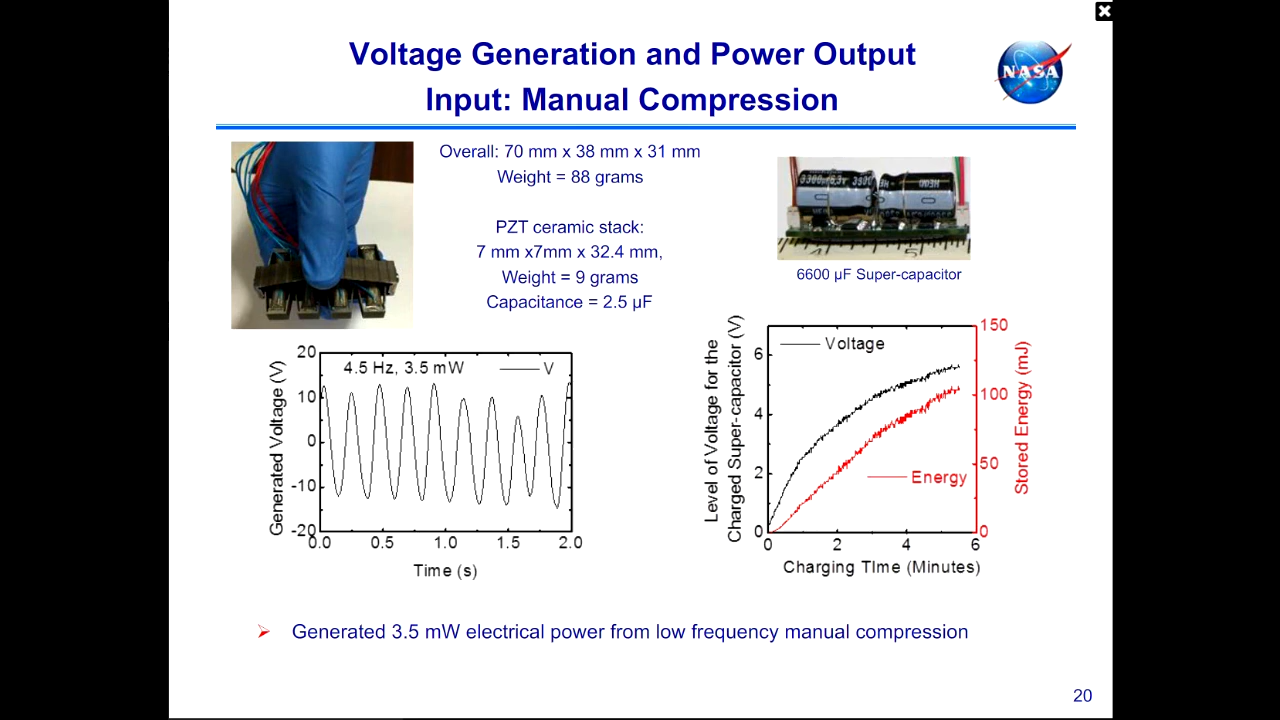 Voltage Generation and Power Output
Input: Manual Compression
NASA
Overall: 70 mm x 38 mm x 31 mm
Weight = 88 grams
PZT ceramic stack:
7 mm x7mm x 32.4 mm,
Weight = 9 grams
Capacitance = 2.5 µF
3300µF6.3V
6600 µF Super-capacitor
20
10
0
-10
-20
4.5 Hz, 3.5 mW
V
Generated Voltage (V)
0.0 0.5 1.0 1.5 2.0
Time (s)
Level of Voltage for the
Charged Super-capacitor (V)
6
4
2
0
Voltage
Energy
150
100
50
0
Stored Energy (mJ)
0 2 4 6
Charging TIme (Minutes)
Generated 3.5 mW electrical power from low frequency manual compression
20